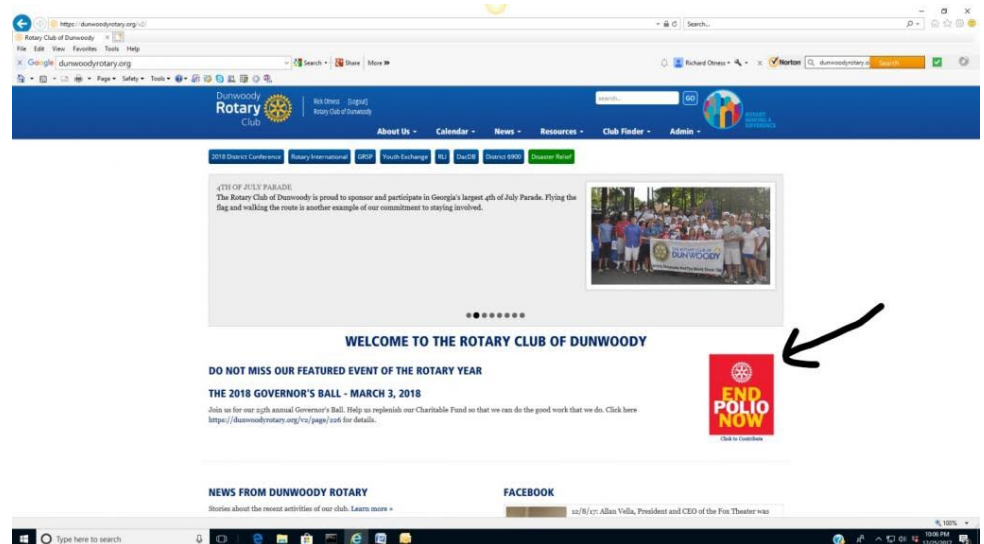 https://dunwoodyrotary.org/v2/
Search...
Rotary Club of Dunwoody
File Edit View Favorites Tools Help
Google dunwoodyrotary.org
Search
Share
More
Richard Otness
Norton
dunwoodyrotary.o
Search
Page
Safety
Tools
Dunwoody
Rotary
Club
Rick Otness [Logout]
Rotary Club of Dunwoody
search...
GO
ROTARY:
MAKING A
DIFFERENCE
About Us
Calendar
News
Resources
Club Finder
Admin
2018 District Conference
Rotary International
GRSP
Youth Exchange
RLI
DacDB
District 6900
Disaster Relief
4TH OF JULY PARADE
The Rotary Club of Dunwoody is proud to sponsor and participate in Georgia's largest 4th of July Parade. Flying the
flag and walking the route is another example of our commitment to staying involved.
THE ROTARY CLUB OF
DUNWOODY
WELCOME TO THE ROTARY CLUB OF DUNWOODY
DO NOT MISS OUR FEATURED EVENT OF THE ROTARY YEAR
THE 2018 GOVERNOR'S BALL - MARCH 3, 2018
Join us for our 25th annual Governor's Ball. Help us replenish our Charitable Fund so that we can do the good work that we do. Click here
https://dunwoodyrotary.org/v2/page/226 for details.
END
POLIO
NOW
Click to Contribute
NEWS FROM DUNWOODY ROTARY
Stories about the recent activities of our club. Learn more »
FACEBOOK
12/8/17: Allan Vella, President and CEO of the Fox Theater was
100%
Type here to search
10:06 PM
12/25/2017